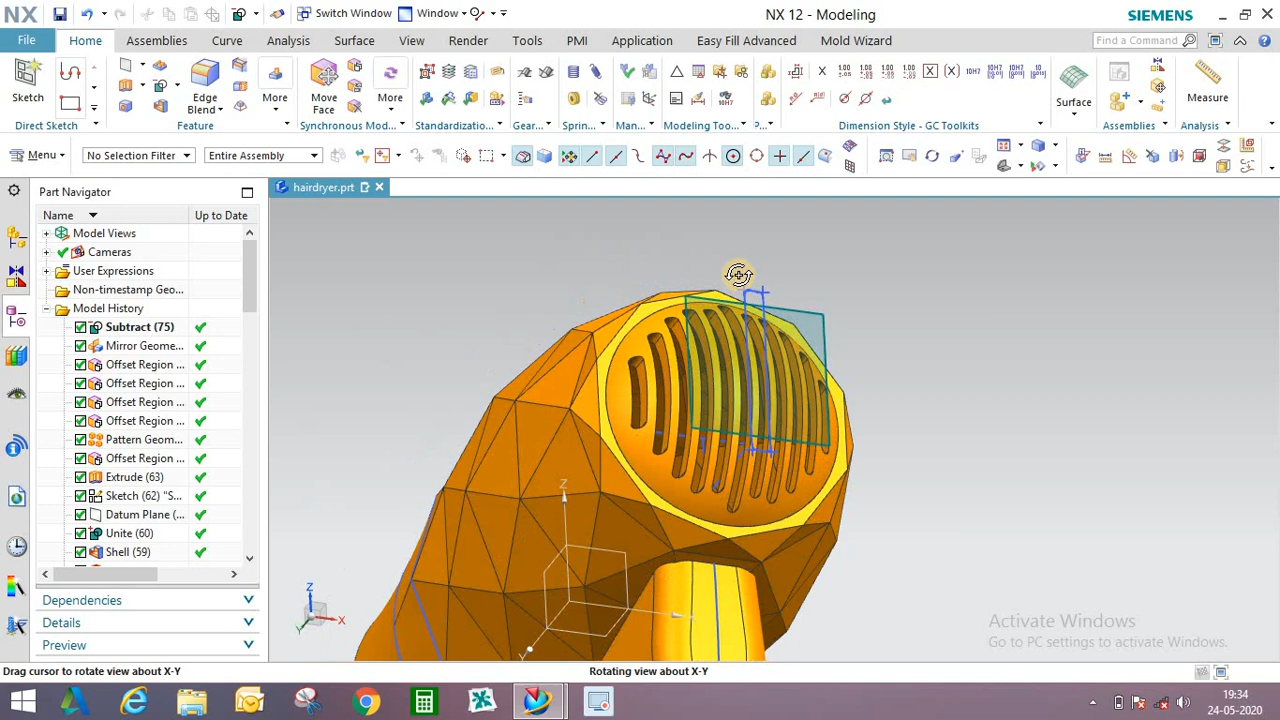 NX
Switch Window
Window
NX 12 - Modeling
SIEMENS
File
Home
Assemblies
Curve
Analysis
Surface
View
Render
Tools
PMI
Application
Easy Fill Advanced
Mold Wizard
Find a Command
Sketch
Edge
Blend
More
Move
Face
More
Surface
Measure
Direct Sketch
Feature
Synchronous Mod...
Standardization...
Gear...
Sprin...
Man...
Modeling Too...
P...
Dimension Style - GC Toolkits
Assemblies
Analysis
Menu
No Selection Filter
Entire Assembly
Part Navigator
hairdryer.prt
Name
Up to Date
Model Views
Cameras
User Expressions
Non-timestamp Geo...
Model History
Subtract (75)
Mirror Geome...
Offset Region ...
Offset Region ...
Offset Region ...
Offset Region ...
Pattern Geom...
Offset Region ...
Extrude (63)
Sketch (62) "S...
Datum Plane (...
Unite (60)
Shell (59)
Dependencies
Details
Preview
Z
X
Y
Z
Y
Activate Windows
Go to PC settings to activate Windows.
Drag cursor to rotate view about X-Y
Rotating view about X-Y
19:34
24-05-2020